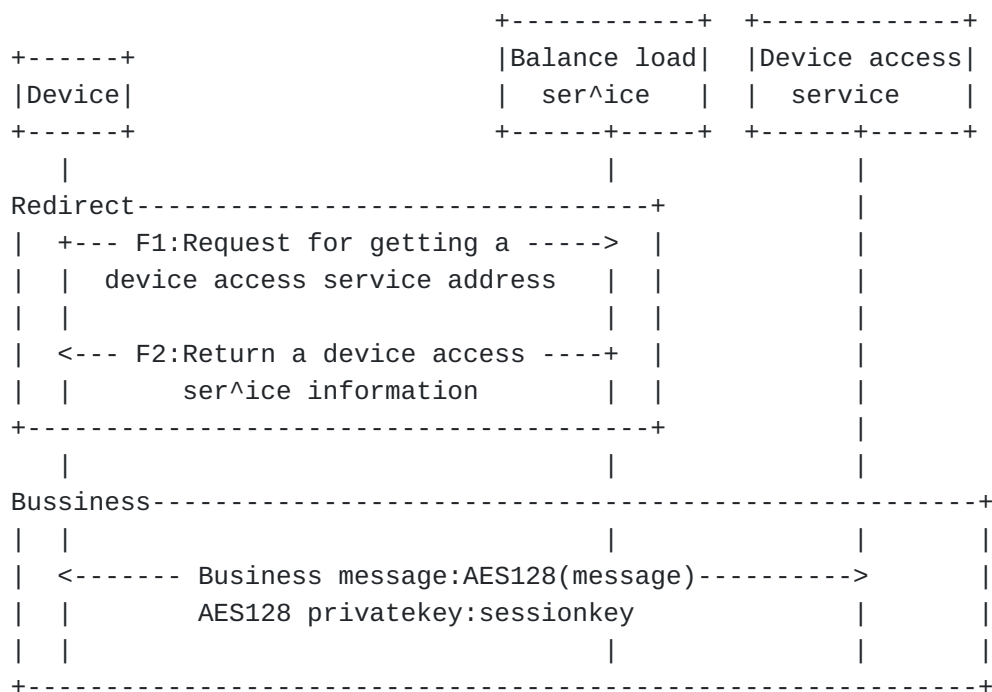 +------------+  +-------------+
+------+                       |Balance load|  |Device access|
|Device|                       |  ser^ice   |  |  service    |
+------+                       +------+-----+  +------+------+
   |                                  |               |
Redirect---------------------------------+            |
|  +--- F1:Request for getting a ----->  |            |
|  |  device access service address   |  |            |
|  |                                  |  |            |
|  <--- F2:Return a device access ----+  |            |
|  |       ser^ice information        |  |            |
+----------------------------------------+            |
   |                                  |               |
Bussiness-----------------------------------------------------+
|  |                                  |               |       |
|  <------- Business message:AES128(message)---------->       |
|  |        AES128 privatekey:sessionkey              |       |
|  |                                  |               |       |
+-------------------------------------------------------------+